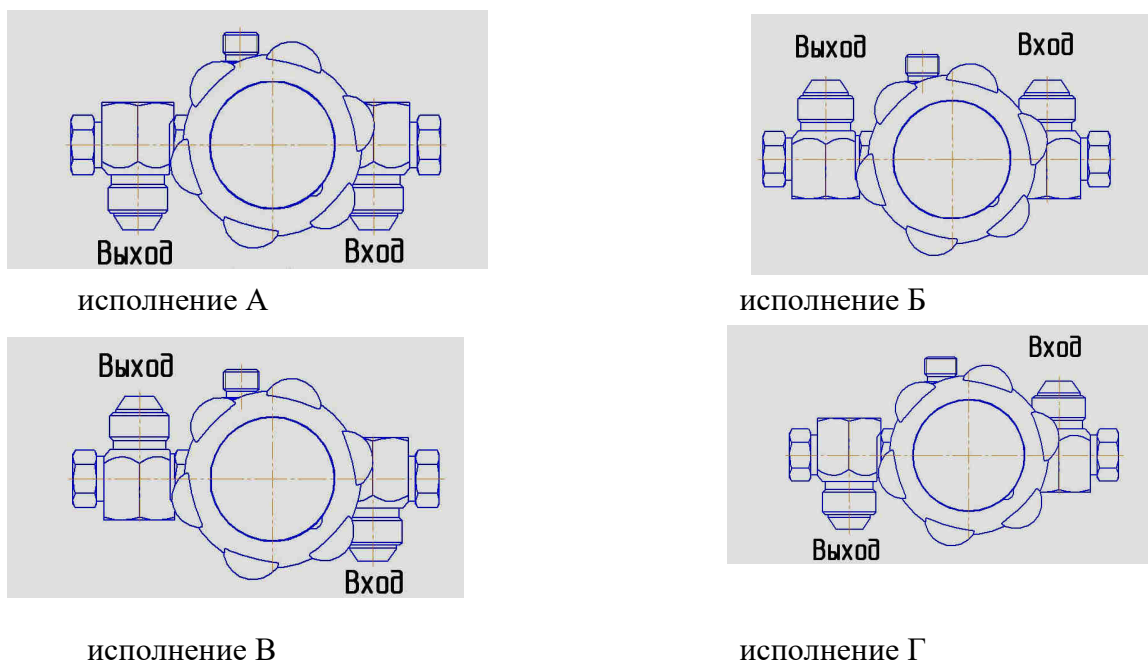 Выход
Вход
исполнение А
Выход
Вход
исполнение Б
Выход
Вход
исполнение В
Вход
Выход
исполнение Г